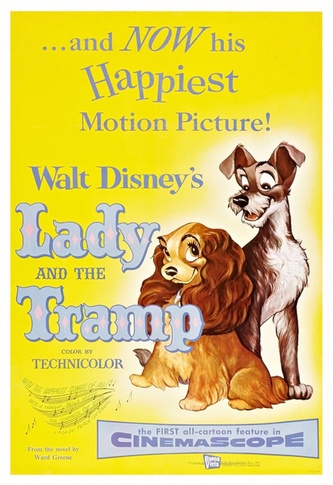 ...and NOW his
Happiest
Motion Picture!
Walt Disney's
Lady
AND THE
Tramp
COLOR BY
TECHNICOLOR
From the novel by
Ward Greene
the FIRST all-cartoon feature in
CINEMASCOPE